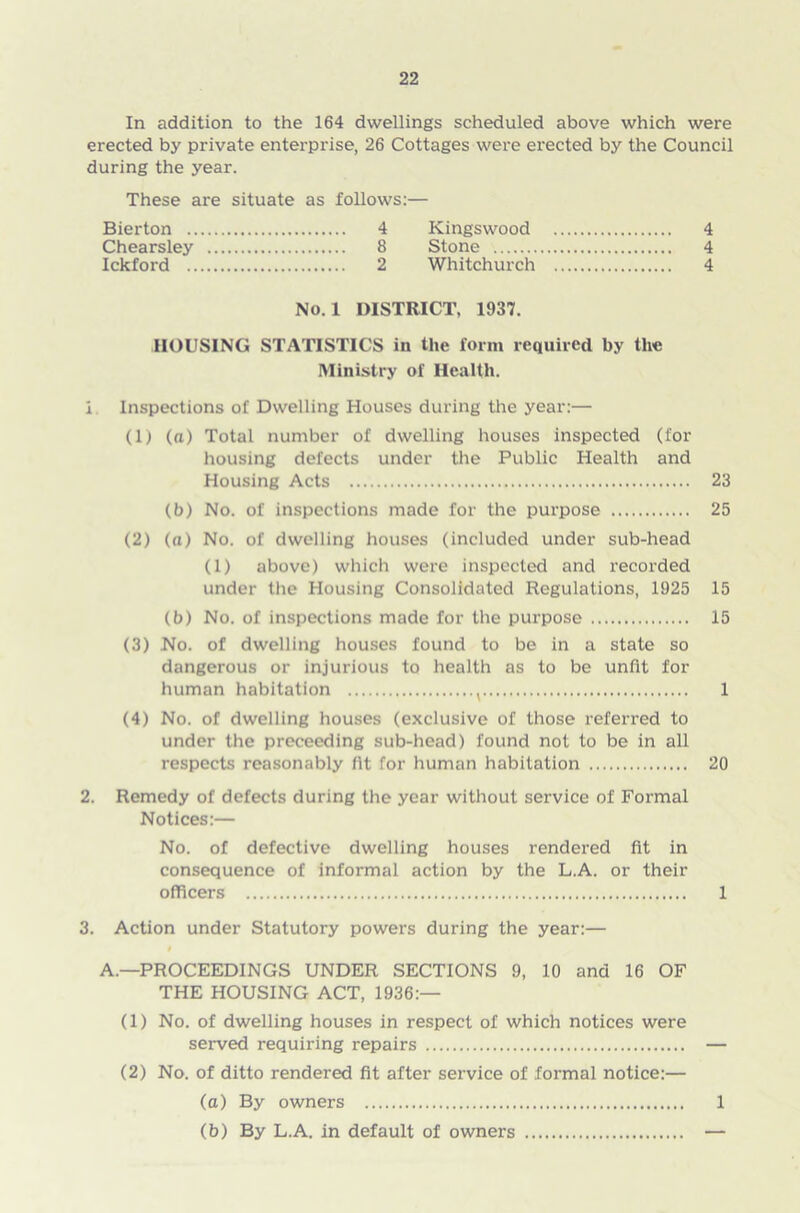 22
In addition to the 164 dwellings scheduled above which were
erected by private enterprise, 26 Cottages were erected by the Council
during the year.
These are situate as follows:—
Bierton ........................... 4 Kingswood .................... 4
Chearsley ........................ 8 Stone .............................. 4
Ickford ........................... 2 Whitchurch .................... 4
No. 1 DISTRICT, 1937.
HOUSING STATISTICS in the form required by the
Ministry of Health.
1. Inspections of Dwelling Houses during the year:—
(1) (a) Total number of dwelling houses inspected (for
housing defects under the Public Health and
Housing Acts ............................................................ 23
(b) No. of inspections made for the purpose .............. 25
(2) (a) No. of dwelling houses (included under sub-head
(1) above) which were inspected and recorded
under the Housing Consolidated Regulations, 1925 15
(b) No. of inspections made for the purpose ................. 15
(3) No. of dwelling houses found to be in a state so
dangerous or injurious to health as to be unfit for
human habitation ............................................................ 1
(4) No. of dwelling houses (exclusive of those referred to
under the preceeding sub-head) found not to be in all
respects reasonably fit for human habitation ................. 20
2. Remedy of defects during the year without service of Formal
Notices:—
No. of defective dwelling houses rendered fit in
consequence of informal action by the L.A. or their
officers ............................................................................ 1
3. Action under Statutory powers during the year:—
A.—PROCEEDINGS UNDER SECTIONS 9, 10 and 16 OF
THE HOUSING ACT, 1936:—
(1) No. of dwelling houses in respect of which notices were
served requiring repairs ............................................. —
(2) No. of ditto rendered fit after service of formal notice:—
(a) By owners ........................................................ 1
(b) By L.A. in default of owners ............................ —